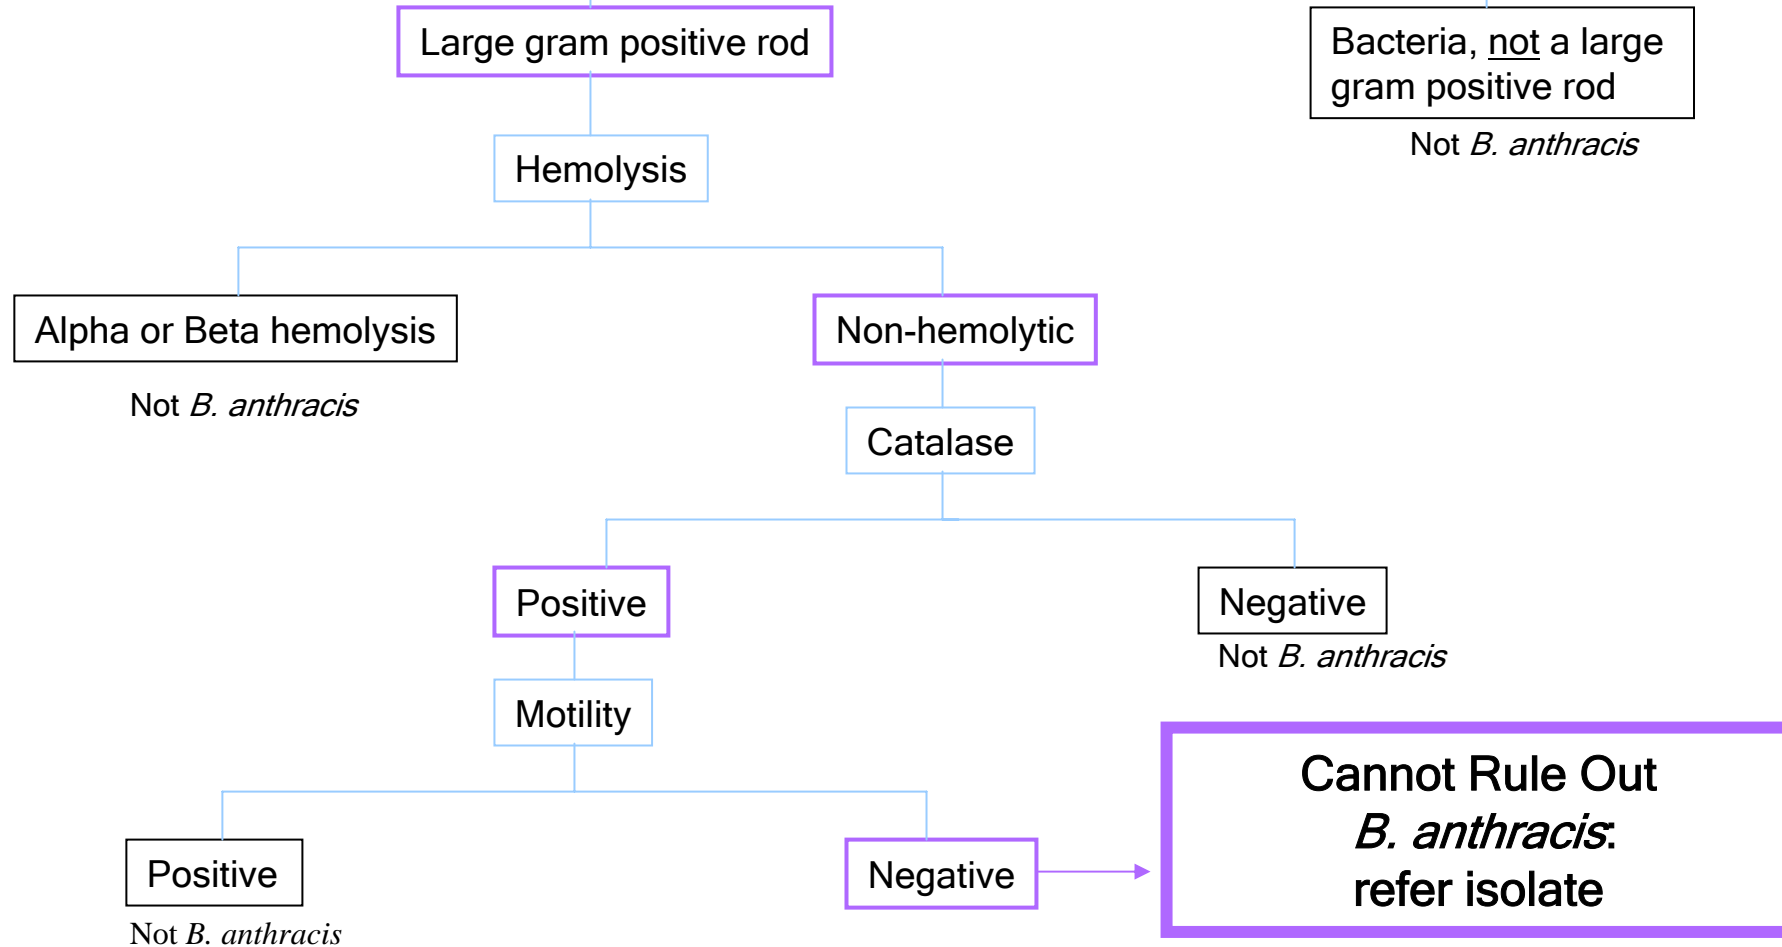 Large gram positive rod
Bacteria, not a large
gram positive rod
Not B. anthracis
Hemolysis
Alpha or Beta hemolysis
Not B. anthracis
Non-hemolytic
Catalase
Positive
Negative
Not B. anthracis
Motility
Positive
Not B. anthracis
Negative
Cannot Rule Out
B. anthracis:
refer isolate